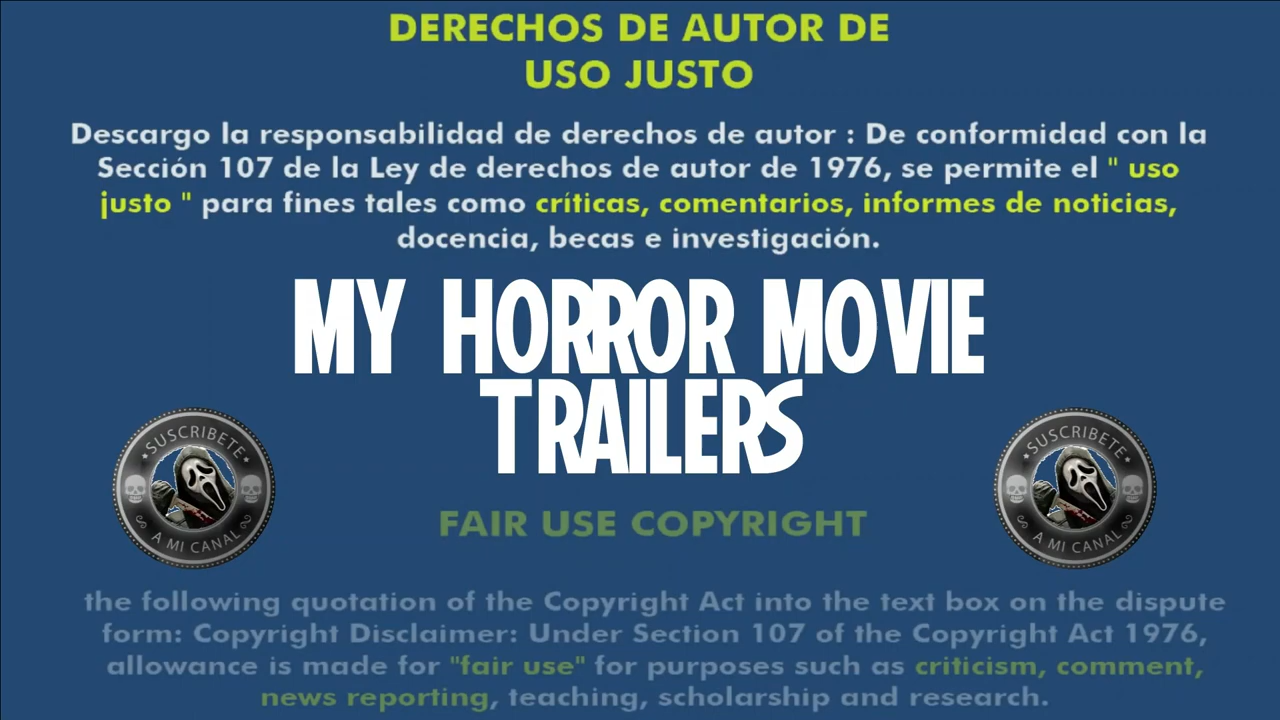 DERECHOS DE AUTOR DE
USO JUSTO
Descargo la responsabilidad de derechos de autor : De conformidad con la
Sección 107 de la Ley de derechos de autor de 1976, se permite el " uso
justo " para fines tales como críticas, comentarios, informes de noticias,
docencia, becas e investigación.
MY HORROR MOVIE
TRAILERS
SUSCRIBETE
A MI CANAL
SUSCRIBETE
A MI CANAL
FAIR USE COPYRIGHT
the following quotation of the Copyright Act into the text box on the dispute
form: Copyright Disclaimer: Under Section 107 of the Copyright Act 1976,
allowance is made for "fair use" for purposes such as criticism, comment,
news reporting, teaching, scholarship and research.